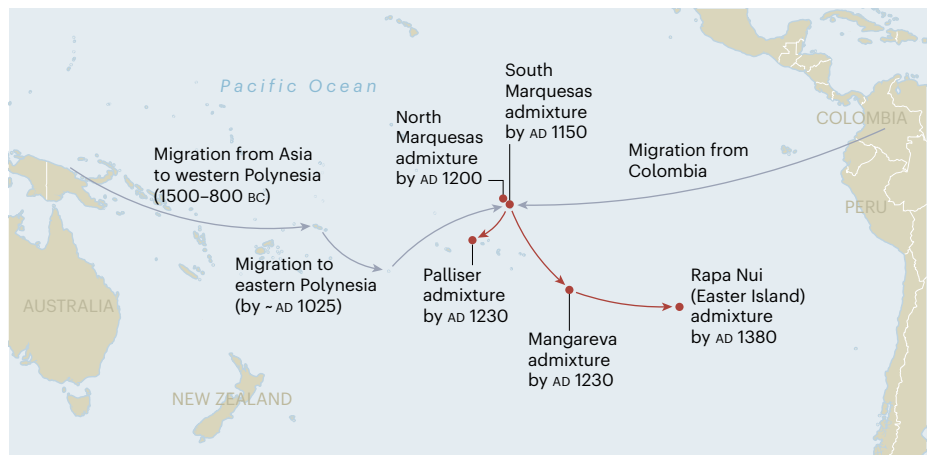 Pacific Ocean
South
Marquesas
admixture
by AD 1150
North
Marquesas
admixture
by AD 1200
COLOMBIA
Migration from Asia
to western Polynesia
(1500–800 BC)
Migration from
Colombia
PERU
Migration to
eastern Polynesia
(by ~ AD 1025)
Palliser
admixture
by AD 1230
Rapa Nui
(Easter Island)
admixture
by AD 1380
AUSTRALIA
Mangareva
admixture
by AD 1230
NEW ZEALAND